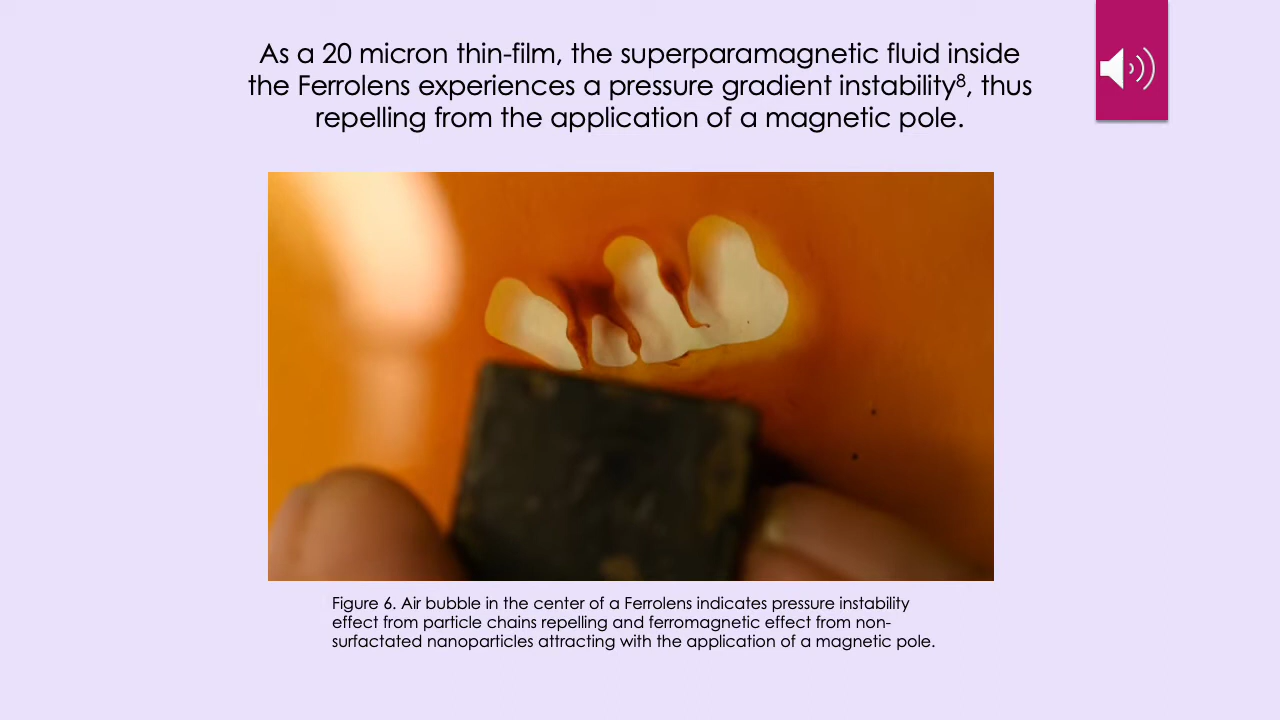 As a 20 micron thin-film, the superparamagnetic fluid inside
the Ferrolens experiences a pressure gradient instability⁸, thus
repelling from the application of a magnetic pole.
Figure 6. Air bubble in the center of a Ferrolens indicates pressure instability
effect from particle chains repelling and ferromagnetic effect from non-
surfactated nanoparticles attracting with the application of a magnetic pole.